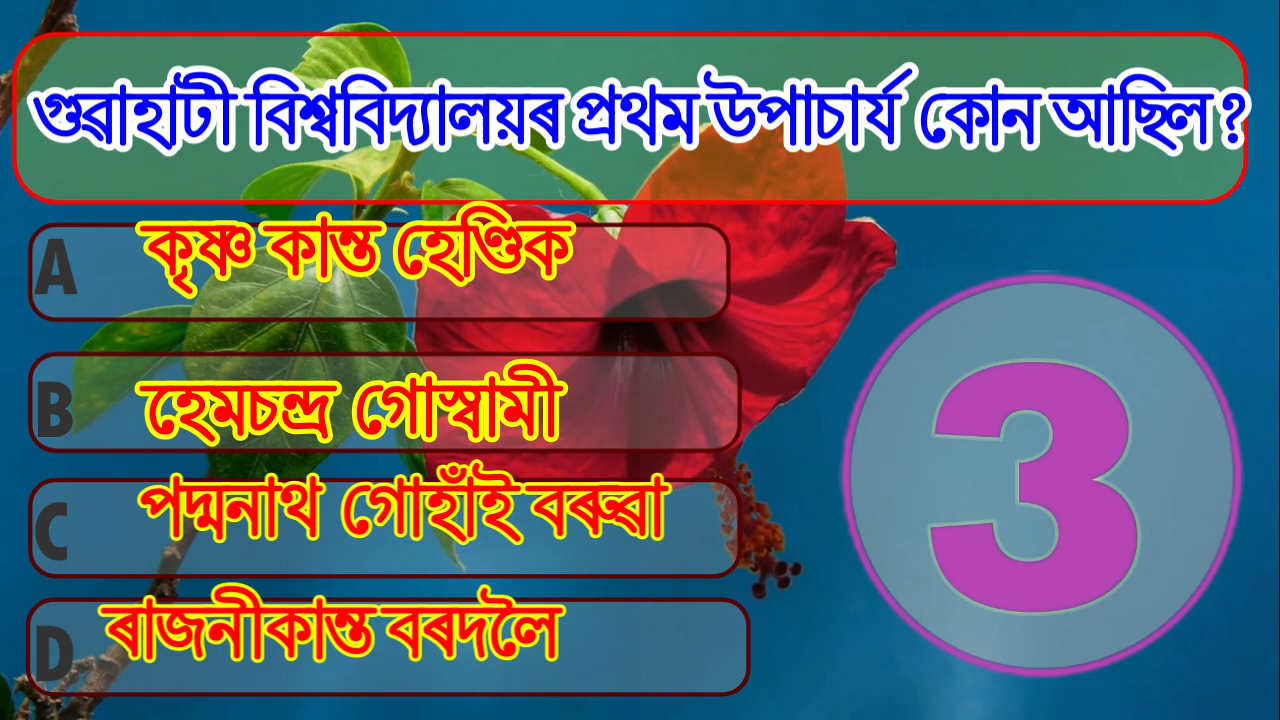 গুৱাহাটী বিশ্ববিদ্যালয়ৰ প্ৰথম উপাচাৰ্য কোন আছিল?
A কৃষ্ণ কান্ত হেণ্ডিক
B হেমচন্দ্ৰ গোস্বামী
C পদ্মনাথ গোহাঁই বৰুৱা
D ৰাজনীকান্ত বৰদলৈ
3